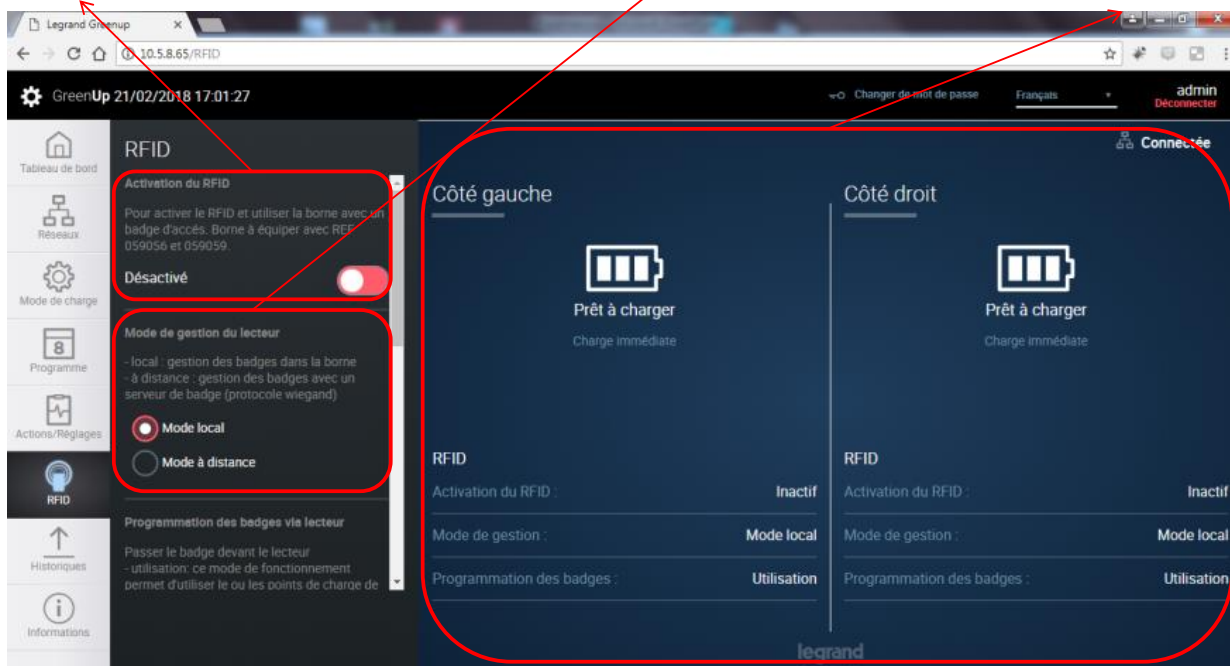 Legrand Greenup
10.5.8.65/RFID
GreenUp 21/02/2018 17:01:27
Changer de mot de passe
Français
admin
Déconnecter
Tableau de bord
Réseaux
Mode de charge
8
Programme
Actions/Réglages
RFID
Historiques
Informations
RFID
Activation du RFID
Pour activer le RFID et utiliser la borne avec un
badge d'accés. Borne à équiper avec REF
059056 et 059059.
Désactivé
Mode de gestion du lecteur
- local : gestion des badges dans la borne
- à distance : gestion des badges avec un
serveur de badge (protocole wiegand)
Mode local
Mode à distance
Programmation des badges via lecteur
Passer le badge devant le lecteur
- utilisation: ce mode de fonctionnement
permet d'utiliser le ou les points de charge de
Connectée
Côté gauche
Prêt à charger
Charge immédiate
RFID
Activation du RFID : Inactif
Mode de gestion : Mode local
Programmation des badges : Utilisation
Côté droit
Prêt à charger
Charge immédiate
RFID
Activation du RFID : Inactif
Mode de gestion : Mode local
Programmation des badges : Utilisation
legrand